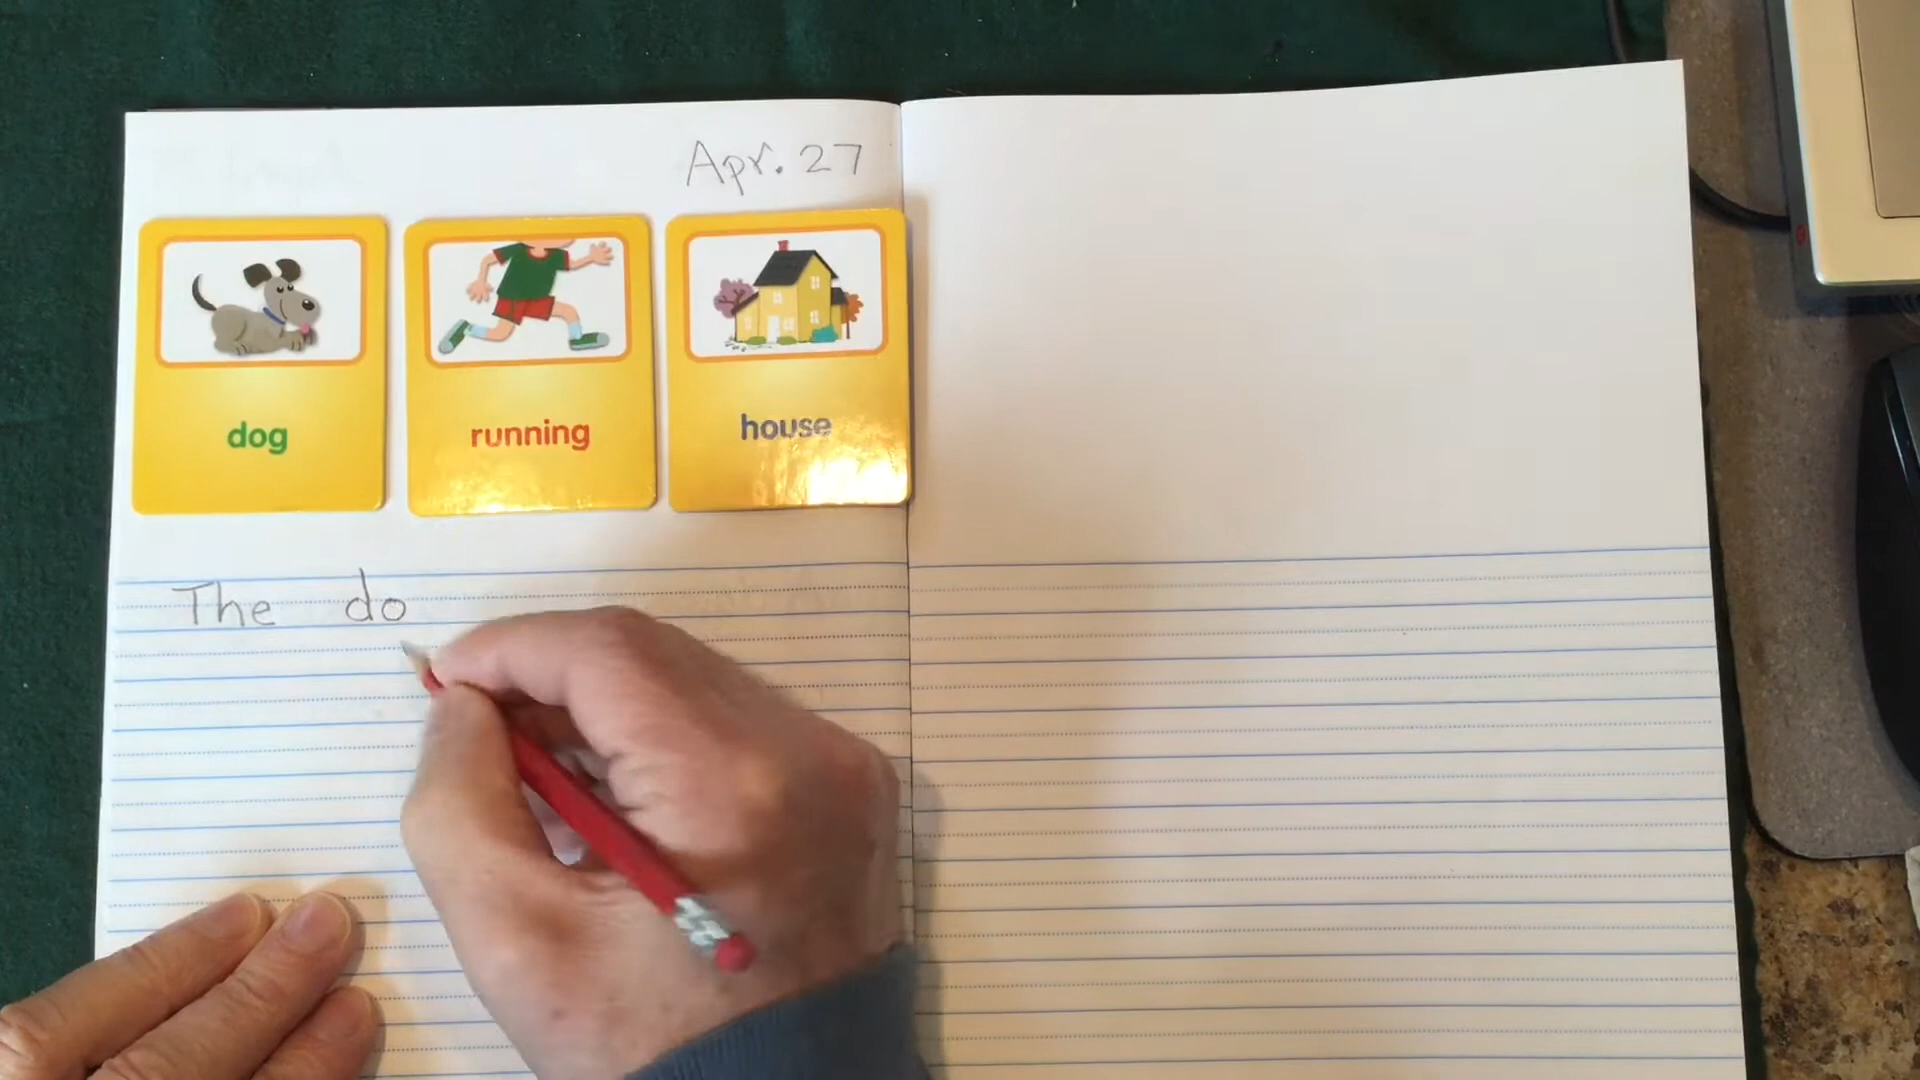 Apr. 27
dog
running
house
The do